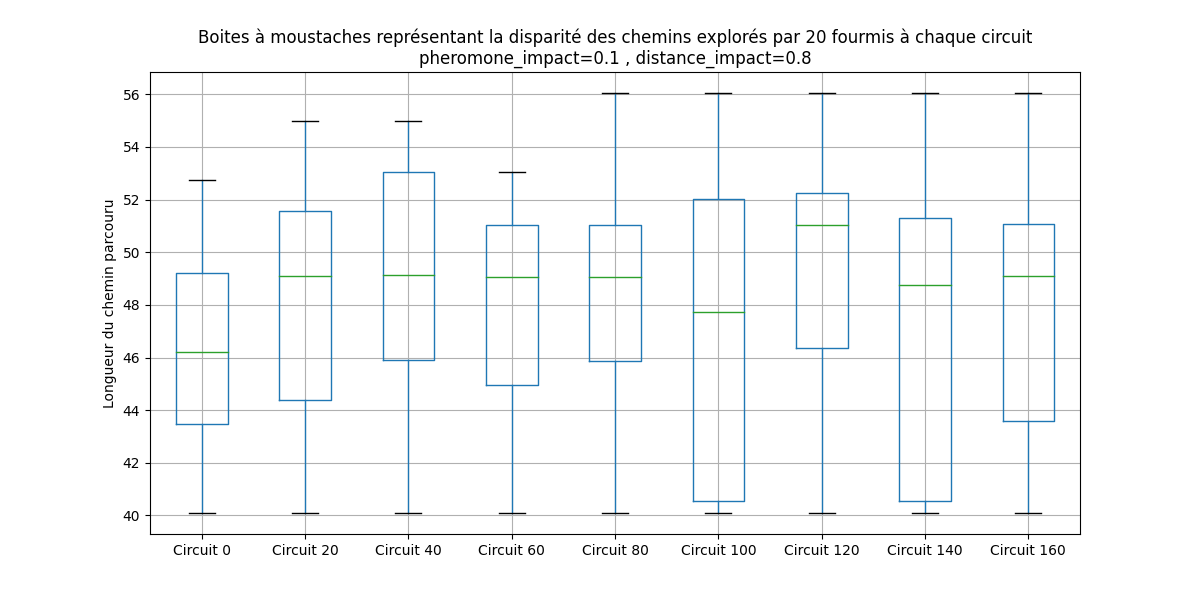 Boites à moustaches représentant la disparité des chemins explorés par 20 fourmis à chaque circuit
pheromone_impact=0.1 , distance_impact=0.8
Longueur du chemin parcouru
56
54
52
50
48
46
44
42
40
Circuit 0
Circuit 20
Circuit 40
Circuit 60
Circuit 80
Circuit 100
Circuit 120
Circuit 140
Circuit 160